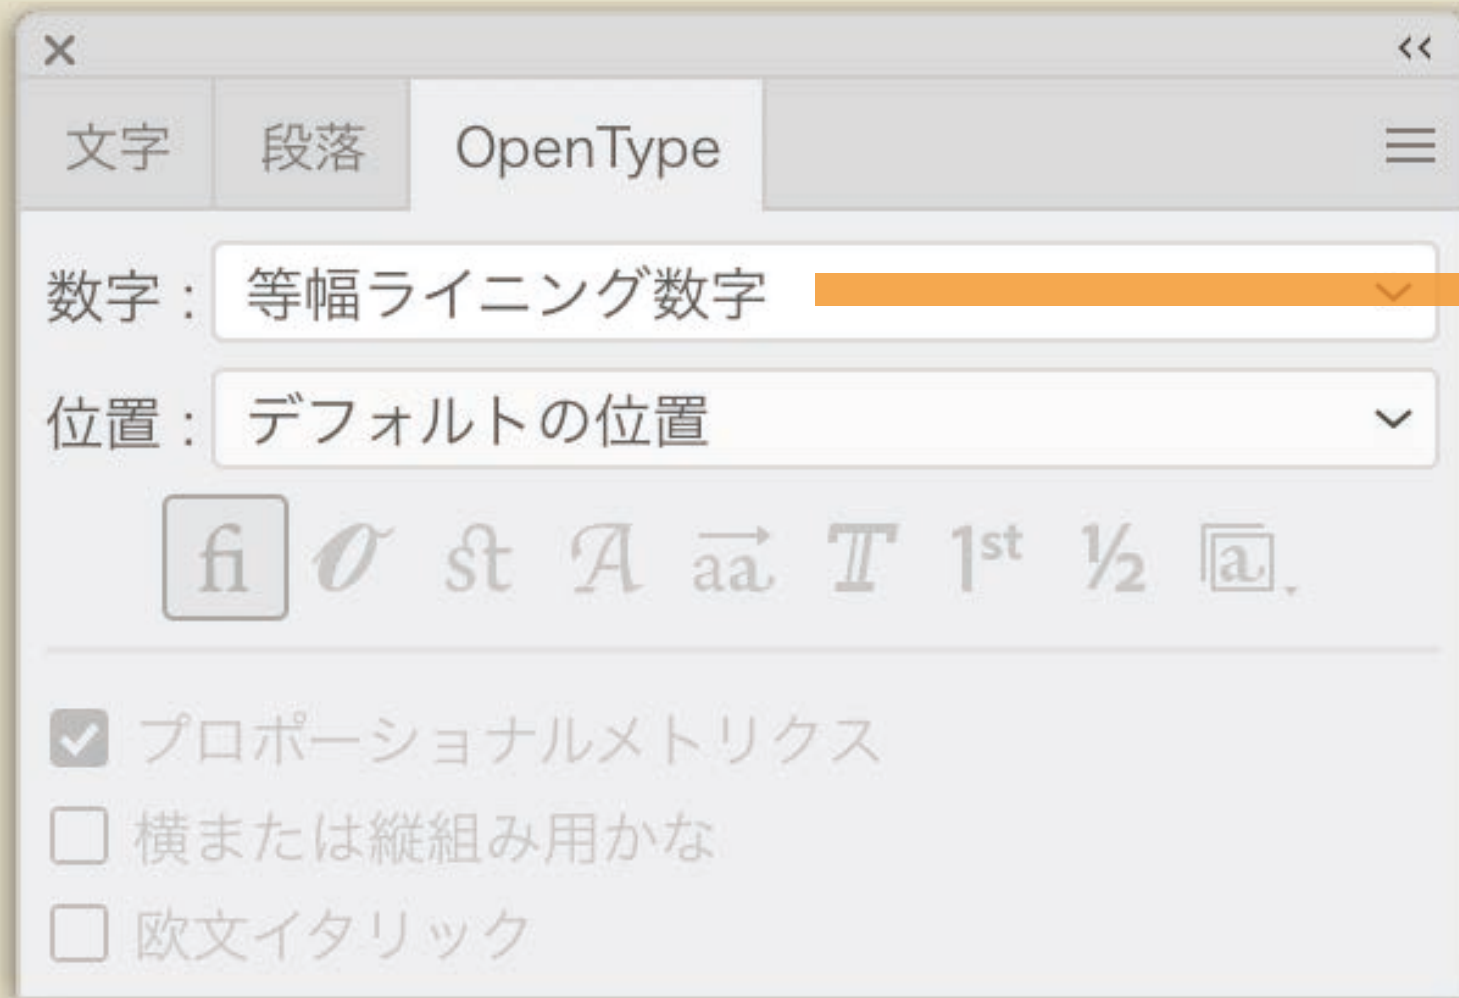 文字 段落 OpenType
数字 : 等幅ライニング数字
位置 : デフォルトの位置
fi O st A aa T 1st ½ a
プロポーショナルメトリクス
横または縦組み用かな
欧文イタリック